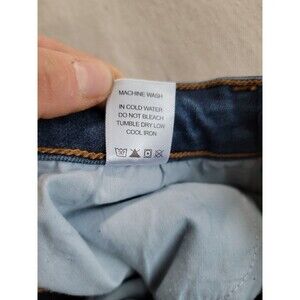 MACHINE WASH
IN COLD WATER
DO NOT BLEACH
TUMBLE DRY LOW
COOL IRON